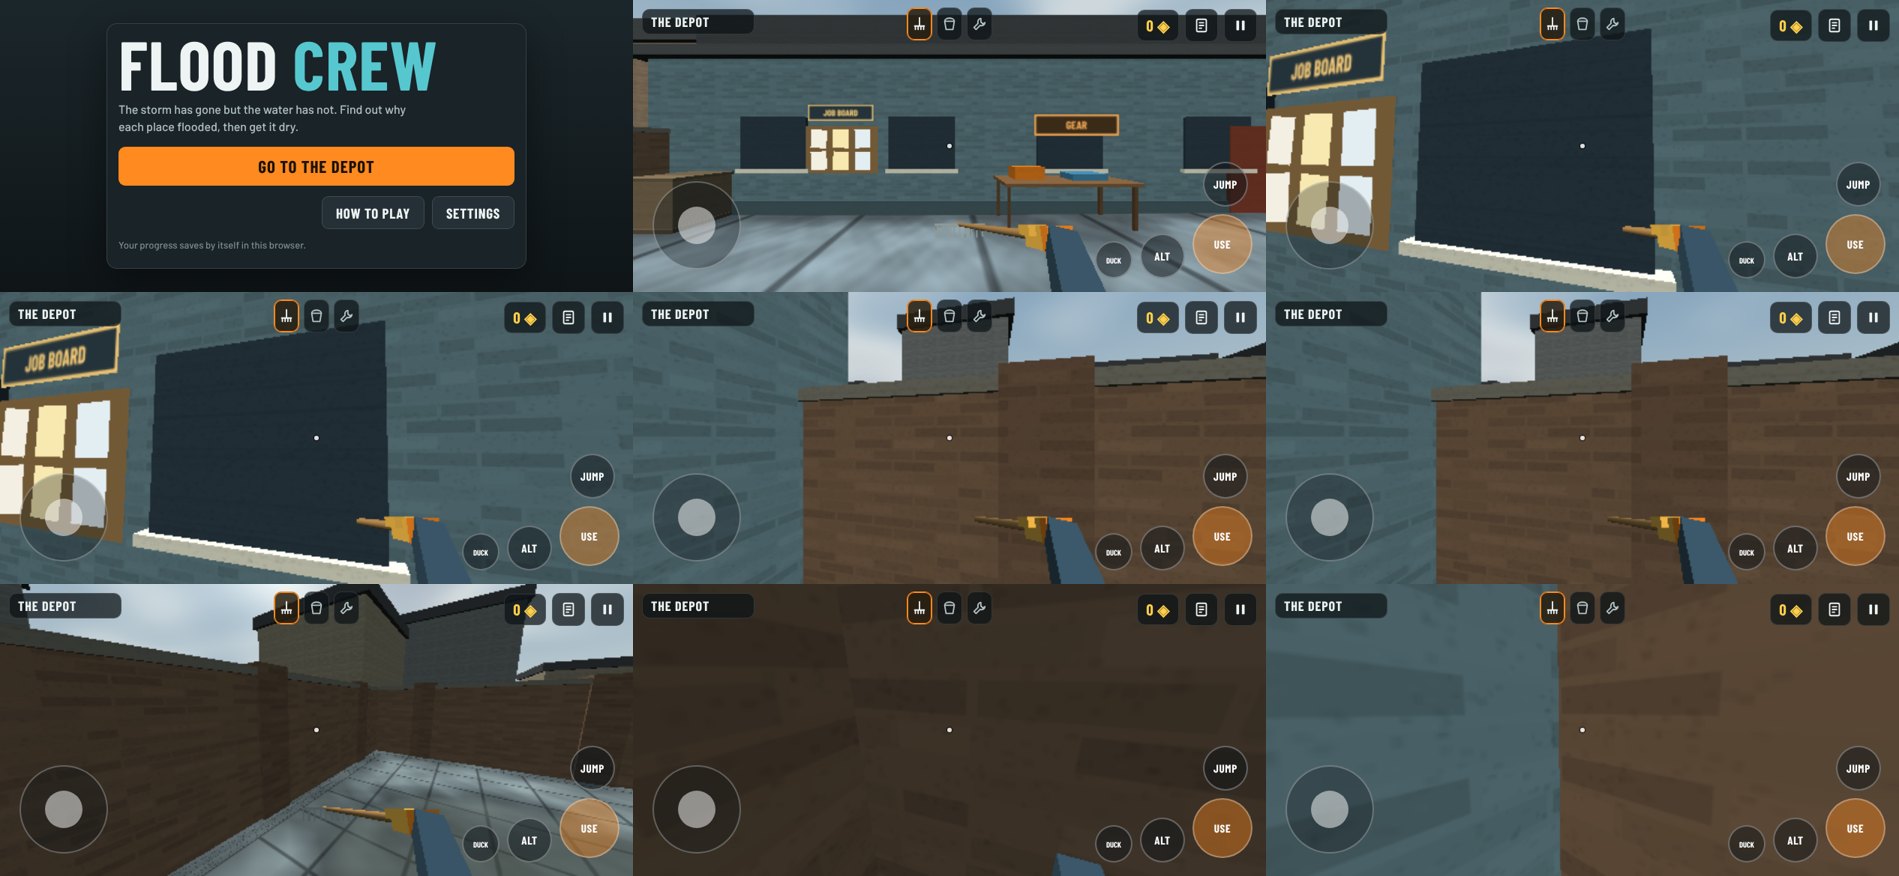 FLOOD CREW
The storm has gone but the water has not. Find out why
each place flooded, then get it dry.
GO TO THE DEPOT
HOW TO PLAY
SETTINGS
Your progress saves by itself in this browser.
THE DEPOT
0
JOB BOARD
GEAR
JUMP
USE
ALT
DUCK
THE DEPOT
0
JOB BOARD
JUMP
USE
ALT
DUCK
THE DEPOT
0
JOB BOARD
JUMP
USE
ALT
DUCK
THE DEPOT
0
JUMP
USE
ALT
DUCK
THE DEPOT
0
JUMP
USE
ALT
DUCK
THE DEPOT
0
JUMP
USE
ALT
DUCK
THE DEPOT
0
JUMP
USE
ALT
DUCK
THE DEPOT
0
JUMP
USE
ALT
DUCK